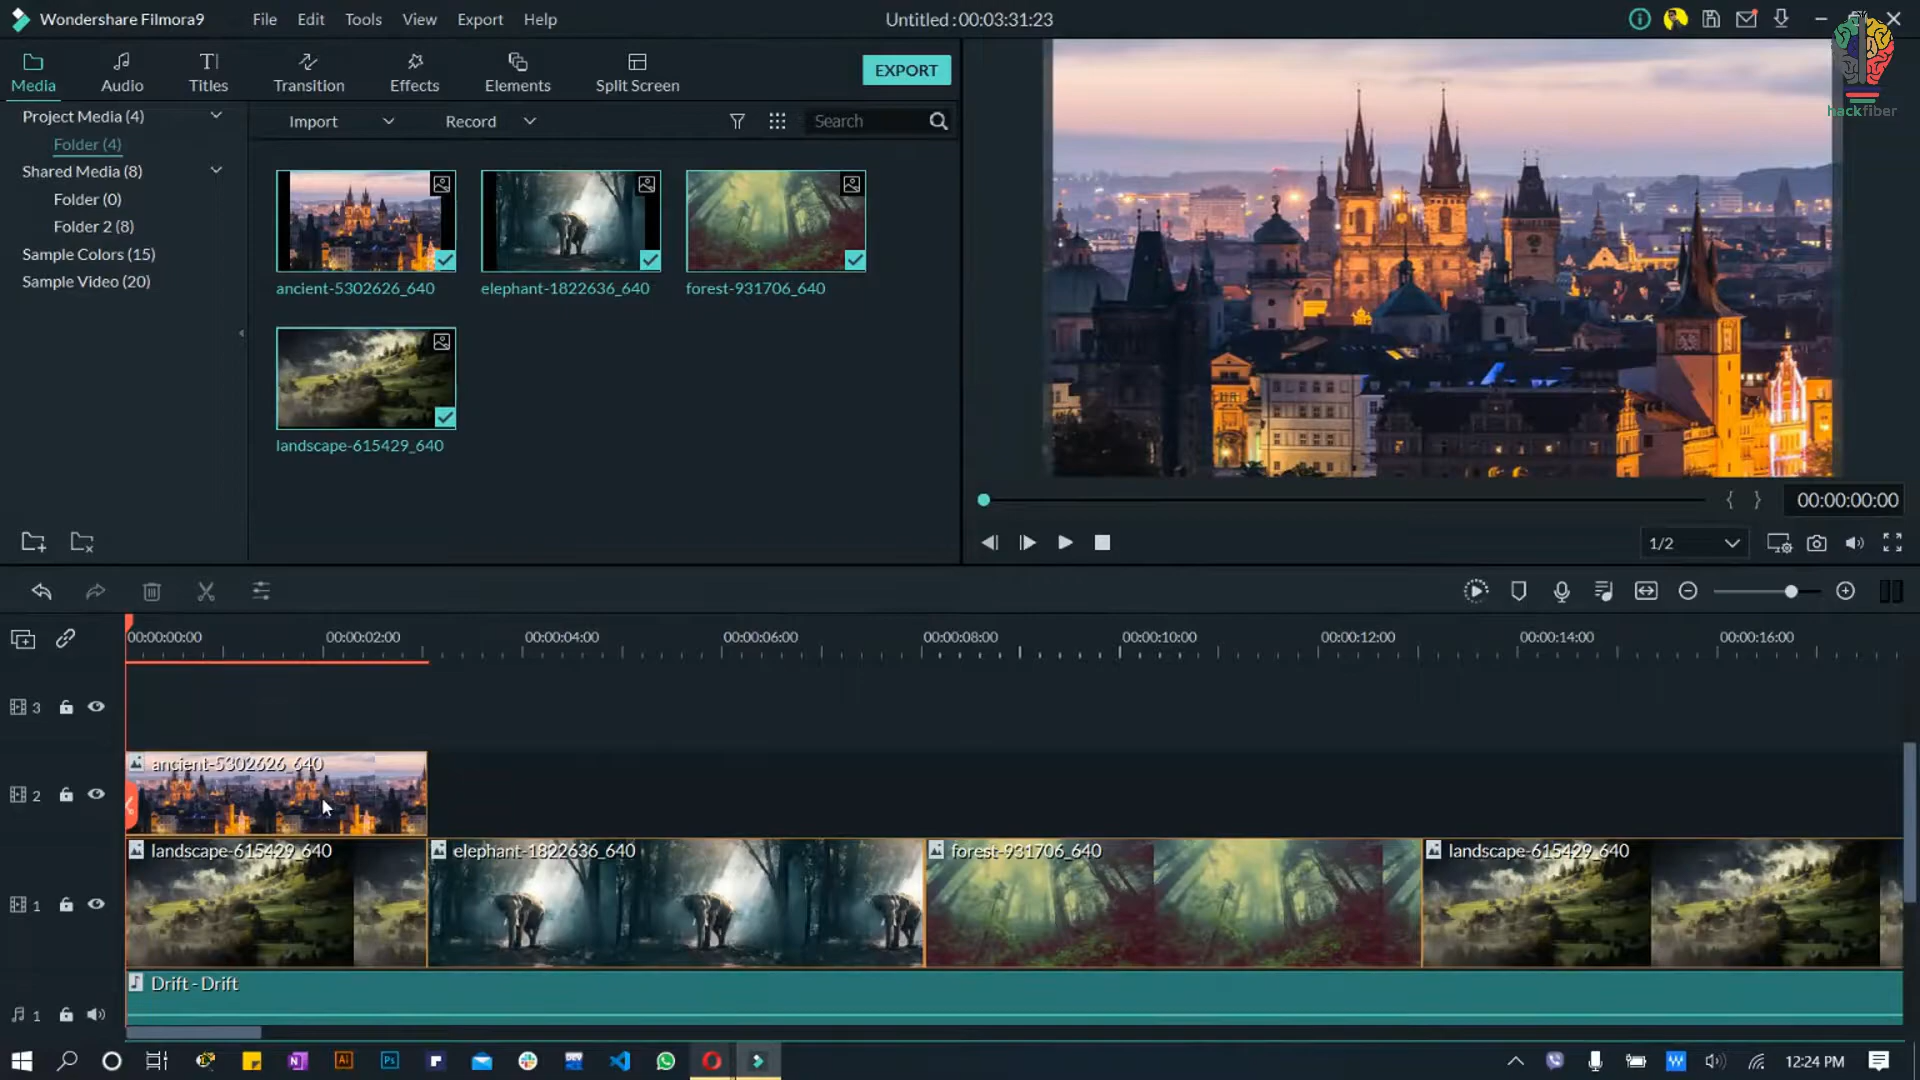 Wondershare Filmora9
File Edit Tools View Export Help
Untitled : 00:03:31:23
Media Audio Titles Transition Effects Elements Split Screen
EXPORT
hackfiber
Project Media (4)
Folder (4)
Shared Media (8)
Folder (0)
Folder 2 (8)
Sample Colors (15)
Sample Video (20)
Import Record Search
ancient-5302626_640 elephant-1822636_640 forest-931706_640
landscape-615429_640
{ } 00:00:00:00
1/2
00:00:00:00 00:00:02:00 00:00:04:00 00:00:06:00 00:00:08:00 00:00:10:00 00:00:12:00 00:00:14:00 00:00:16:00
3
ancient-5302626_640
2
landscape-615429_640 elephant-1822636_640 forest-931706_640 landscape-615429_640
1
Drift - Drift
1
Ai Ps DEV W 12:24 PM